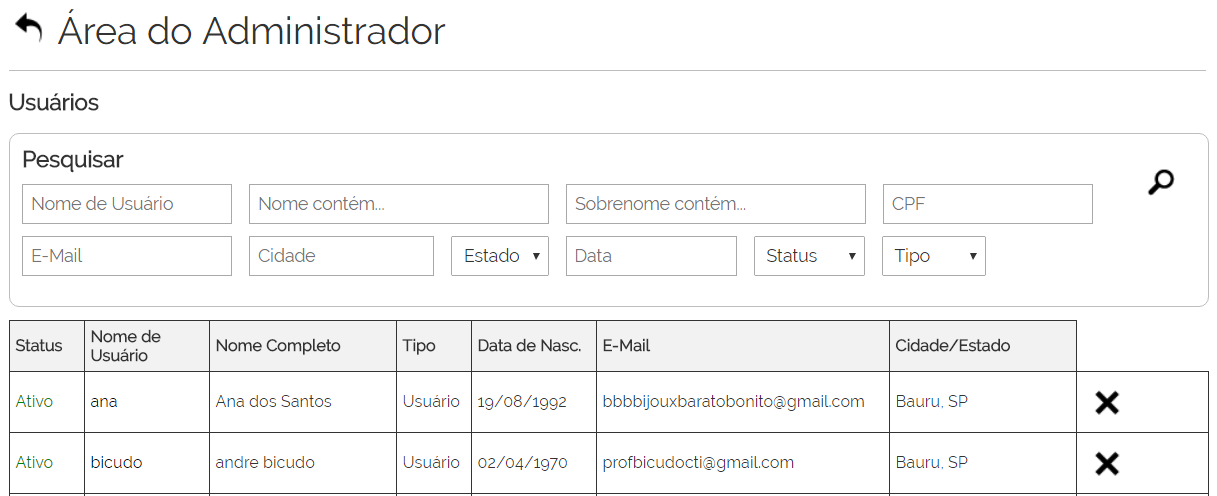 Área do Administrador
Usuários
Pesquisar
Nome de Usuário Nome contém... Sobrenome contém... CPF
E-Mail Cidade Estado Data Status Tipo
Status Nome de Usuário Nome Completo Tipo Data de Nasc. E-Mail Cidade/Estado
Ativo ana Ana dos Santos Usuário 19/08/1992 bbbbijouxbaratobonito@gmail.com Bauru, SP
Ativo bicudo andre bicudo Usuário 02/04/1970 profbicudocti@gmail.com Bauru, SP